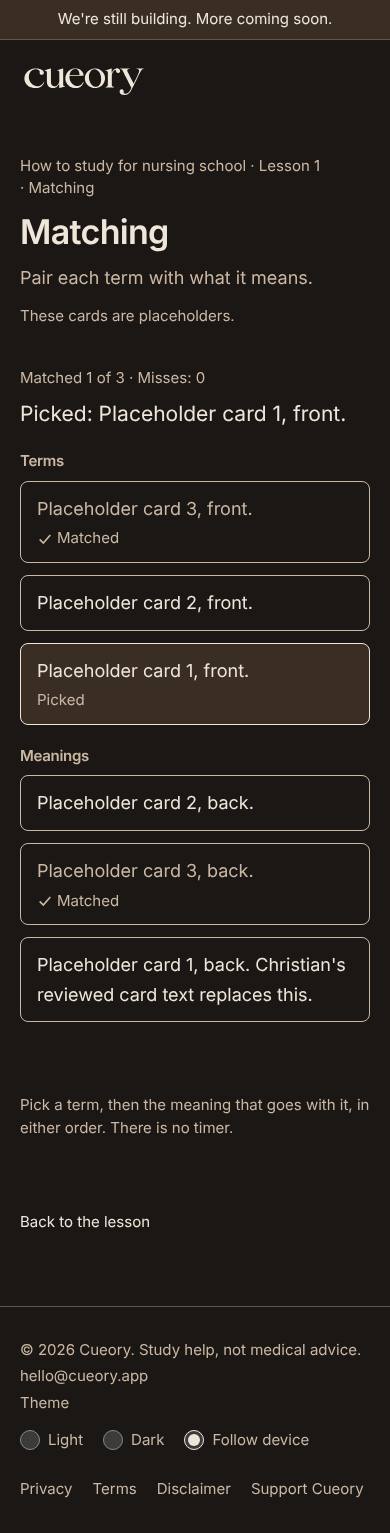 We're still building. More coming soon.
cueory
How to study for nursing school · Lesson 1
· Matching
Matching
Pair each term with what it means.
These cards are placeholders.
Matched 1 of 3 · Misses: 0
Picked: Placeholder card 1, front.
Terms
Placeholder card 3, front.
✓ Matched
Placeholder card 2, front.
Placeholder card 1, front.
Picked
Meanings
Placeholder card 2, back.
Placeholder card 3, back.
✓ Matched
Placeholder card 1, back. Christian's
reviewed card text replaces this.
Pick a term, then the meaning that goes with it, in
either order. There is no timer.
Back to the lesson
© 2026 Cueory. Study help, not medical advice.
hello@cueory.app
Theme
Light Dark Follow device
Privacy Terms Disclaimer Support Cueory